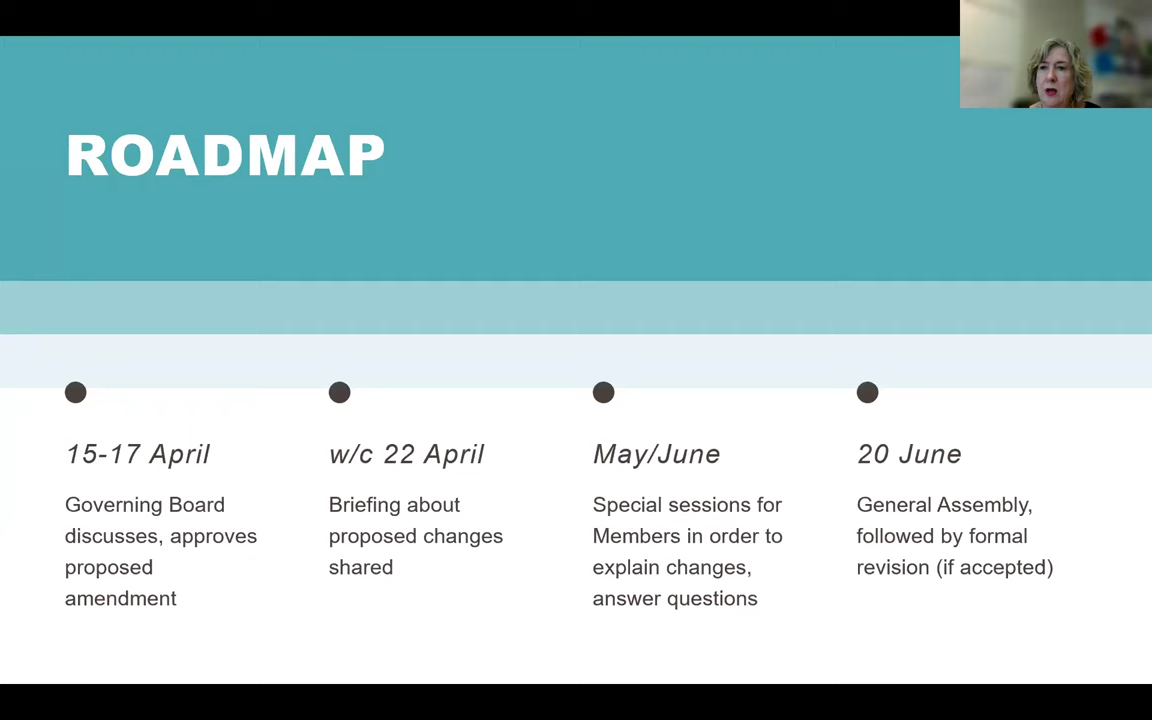 ROADMAP
15-17 April
Governing Board
discusses, approves
proposed
amendment
w/c 22 April
Briefing about
proposed changes
shared
May/June
Special sessions for
Members in order to
explain changes,
answer questions
20 June
General Assembly,
followed by formal
revision (if accepted)